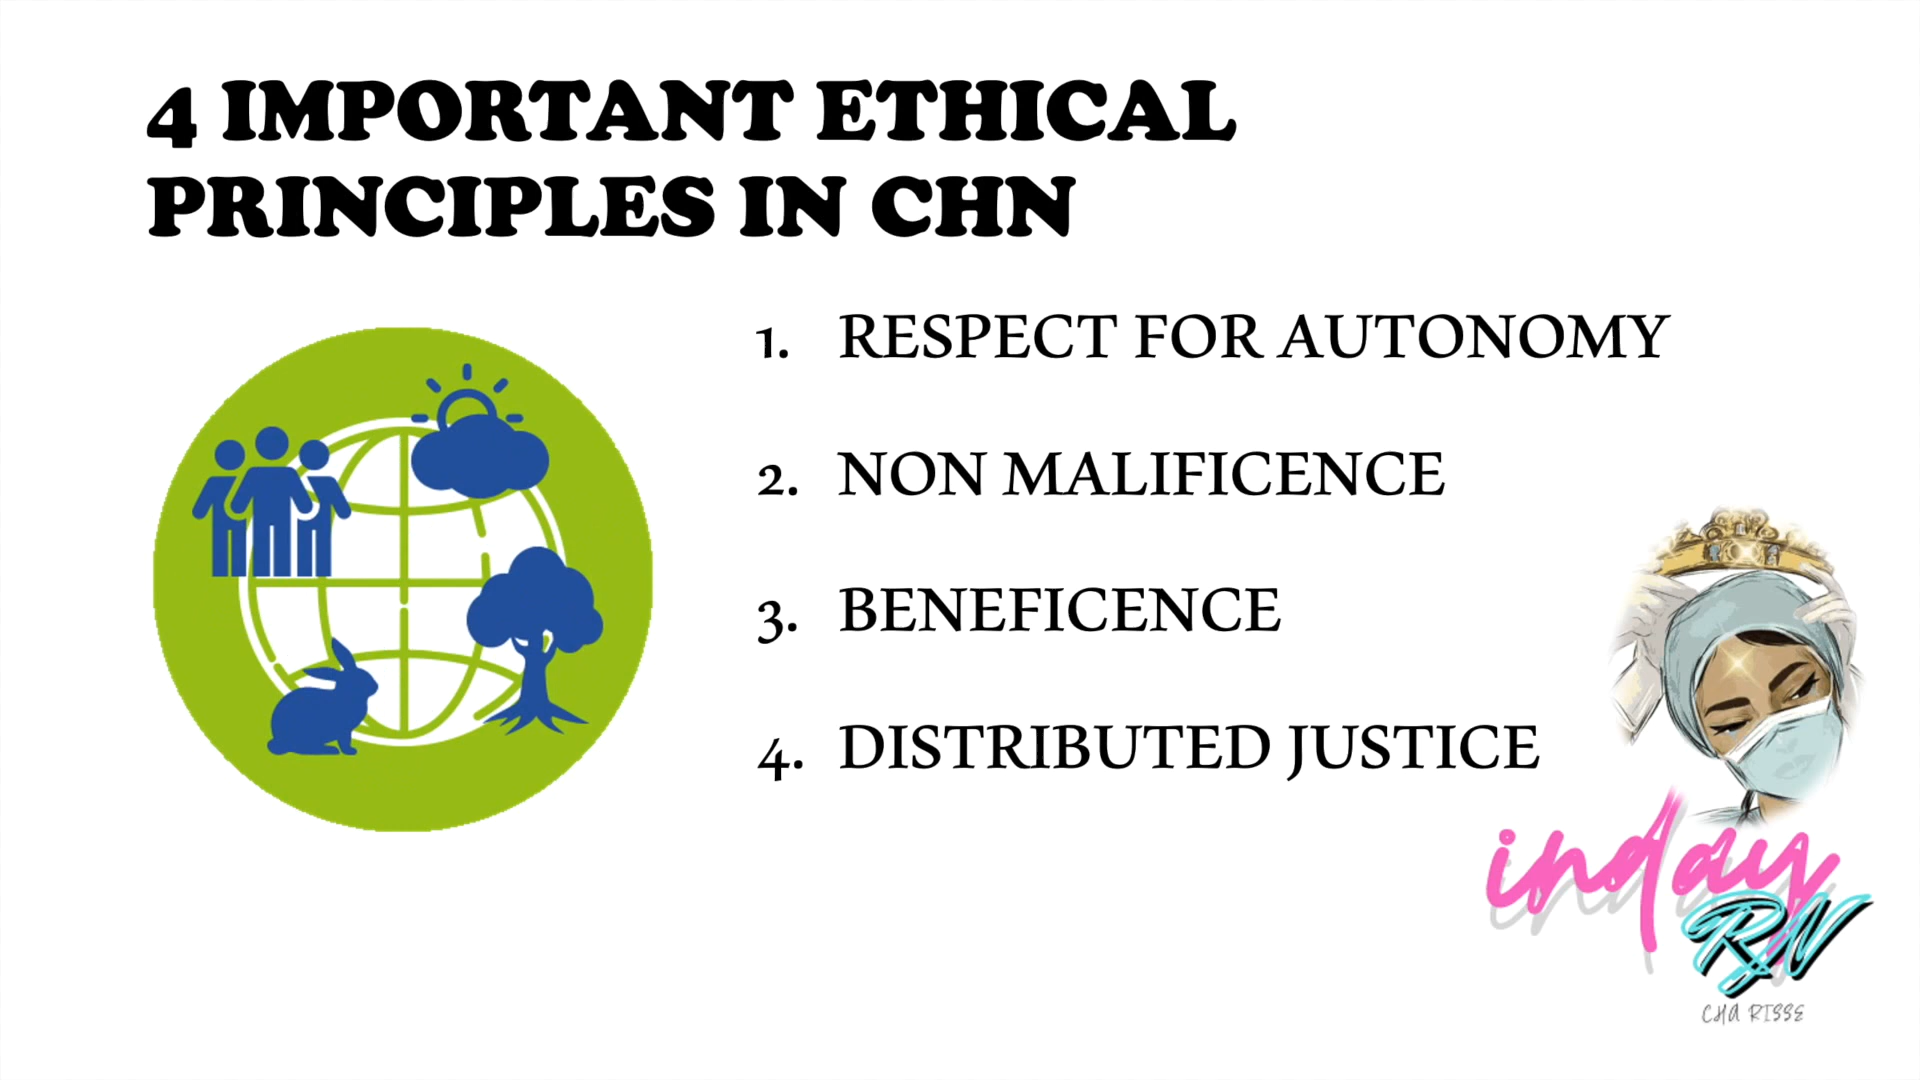 4 IMPORTANT ETHICAL
PRINCIPLES IN CHN
1. RESPECT FOR AUTONOMY
2. NON MALIFICENCE
3. BENEFICENCE
4. DISTRIBUTED JUSTICE
inday
RN
CHA RISSE